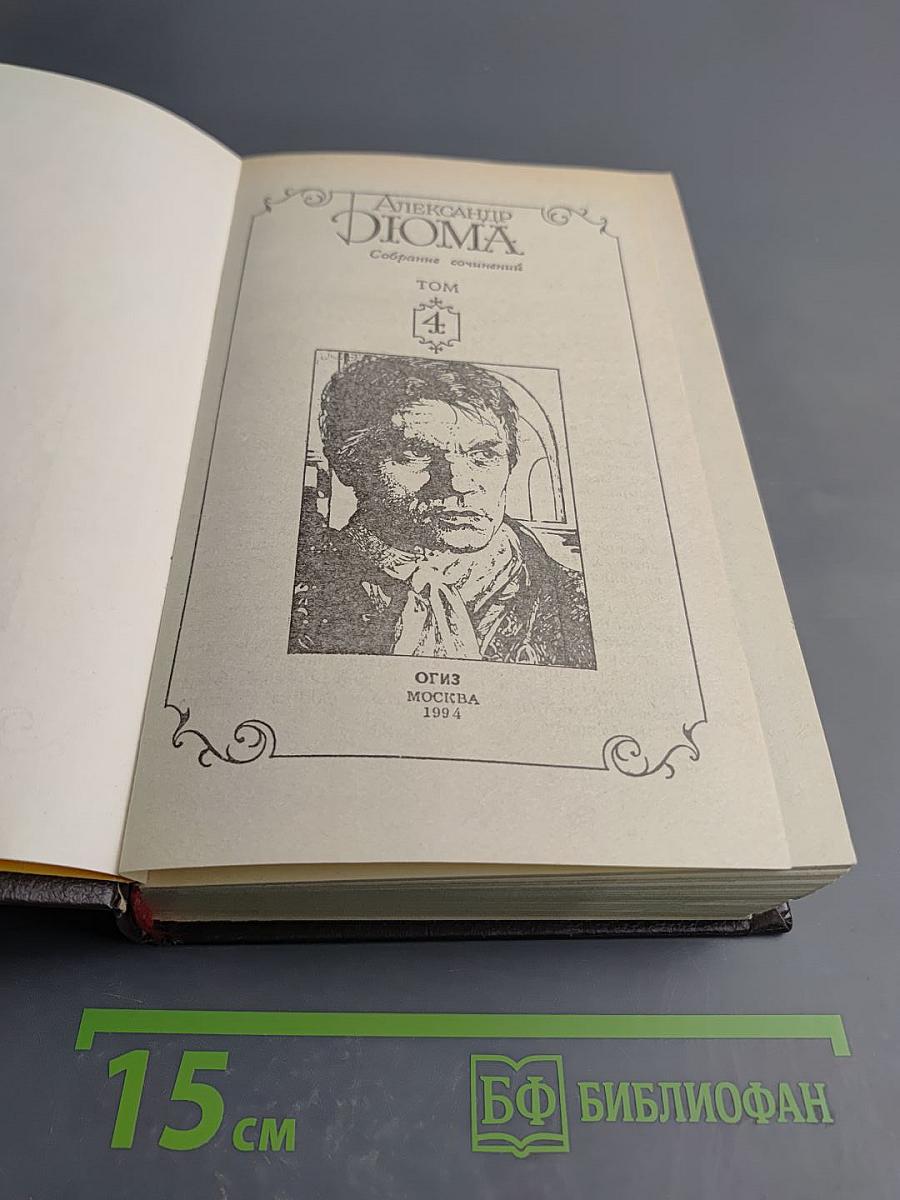 АЛЕКСАНДР
ДЮМА
Собрание сочинений
ТОМ
4
ОГИЗ
МОСКВА
1994
15 см
БФ БИБЛИОФАН